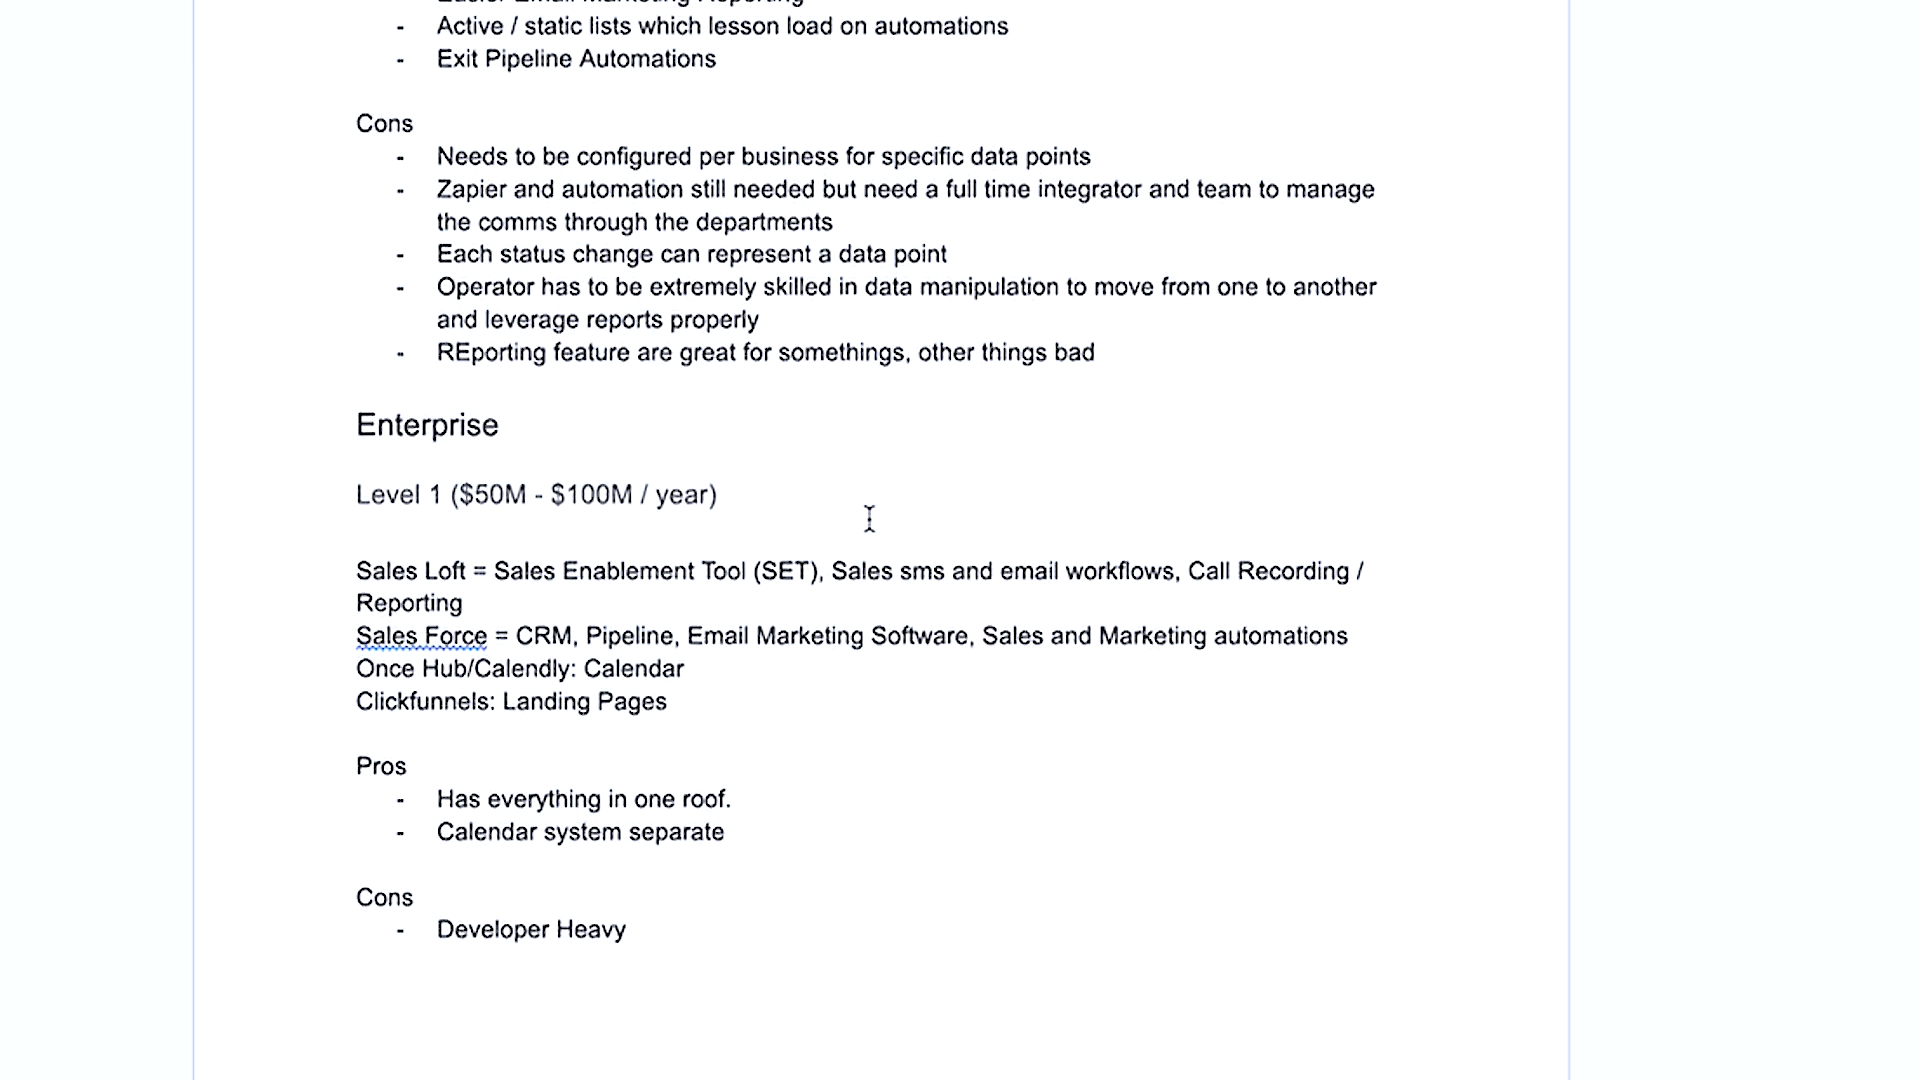 Easier Email Marketing Reporting
- Active / static lists which lesson load on automations
- Exit Pipeline Automations
Cons
- Needs to be configured per business for specific data points
- Zapier and automation still needed but need a full time integrator and team to manage
the comms through the departments
- Each status change can represent a data point
- Operator has to be extremely skilled in data manipulation to move from one to another
and leverage reports properly
- REporting feature are great for somethings, other things bad
Enterprise
Level 1 ($50M - $100M / year)
Sales Loft = Sales Enablement Tool (SET), Sales sms and email workflows, Call Recording /
Reporting
Sales Force = CRM, Pipeline, Email Marketing Software, Sales and Marketing automations
Once Hub/Calendly: Calendar
Clickfunnels: Landing Pages
Pros
- Has everything in one roof.
- Calendar system separate
Cons
- Developer Heavy